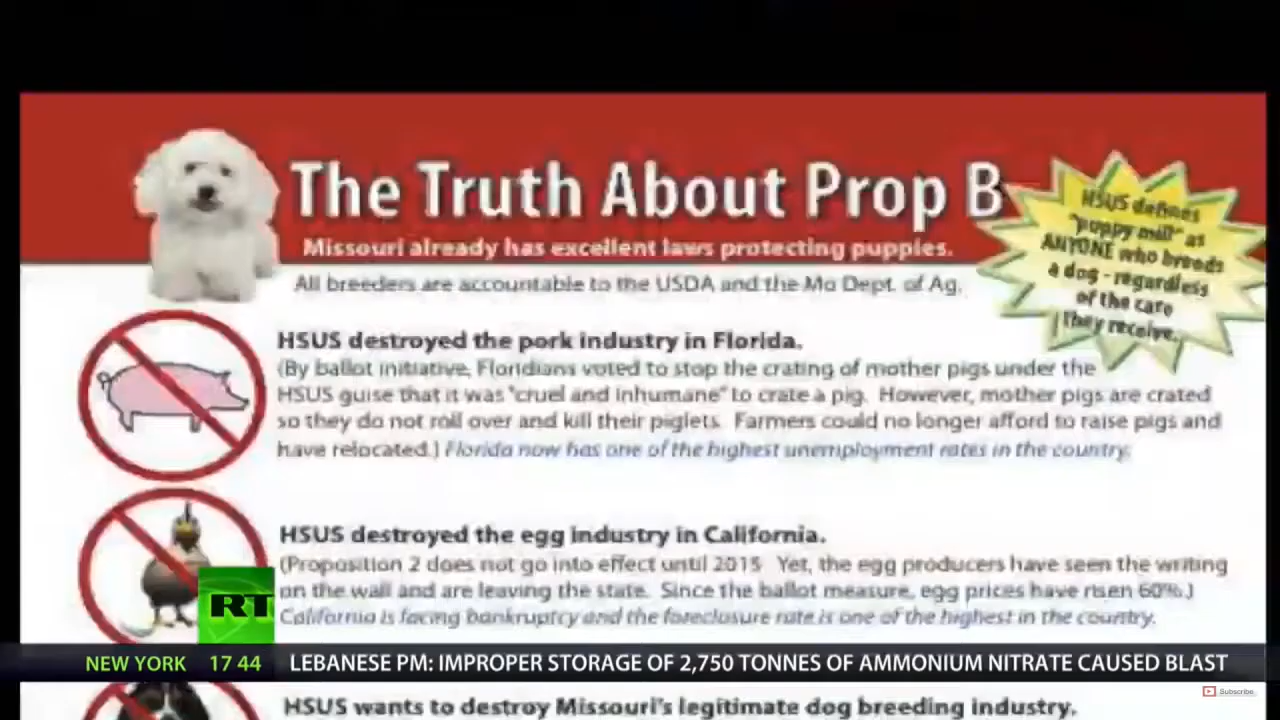 The Truth About Prop B
Missouri already has excellent laws protecting puppies.
All breeders are accountable to the USDA and the Mo Dept. of Ag.
HSUS defines
"puppy mill" as
ANYONE who breeds
a dog - regardless
of the care
they receive.
HSUS destroyed the pork industry in Florida.
(By ballot initiative, Floridians voted to stop the crating of mother pigs under the
HSUS guise that it was "cruel and inhumane" to crate a pig. However, mother pigs are crated
so they do not roll over and kill their piglets. Farmers could no longer afford to raise pigs and
have relocated.) Florida now has one of the highest unemployment rates in the country.
HSUS destroyed the egg industry in California.
(Proposition 2 does not go into effect until 2015. Yet, the egg producers have seen the writing
on the wall and are leaving the state. Since the ballot measure, egg prices have risen 60%.)
California is facing bankruptcy and the foreclosure rate is one of the highest in the country.
RT
NEW YORK 17 44 LEBANESE PM: IMPROPER STORAGE OF 2,750 TONNES OF AMMONIUM NITRATE CAUSED BLAST
Subscribe
HSUS wants to destroy Missouri's legitimate dog breeding industry.